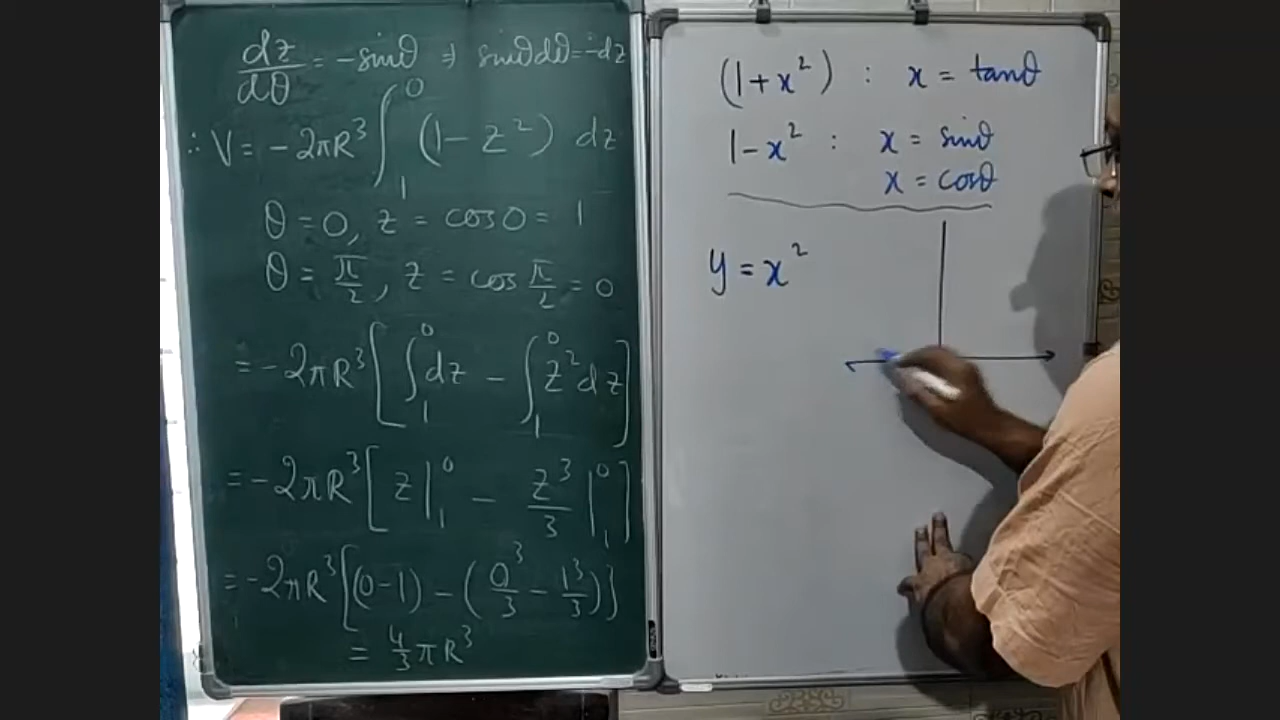 dz/dθ = -sinθ ⇒ sinθdθ = -dz
∴ V = -2πR³ ∫₁⁰ (1 - z²) dz
θ = 0, z = cos0 = 1
θ = π/2, z = cos π/2 = 0
= -2πR³ [ ∫₁⁰ dz - ∫₁⁰ z² dz ]
= -2πR³ [ z |₁⁰ - z³/3 |₁⁰ ]
= -2πR³ [ (0-1) - ( 0³/3 - 1³/3 ) }
= 4/3 πR³
(1 + x²) : x = tanθ
1 - x² : x = sinθ
x = cosθ
y = x²